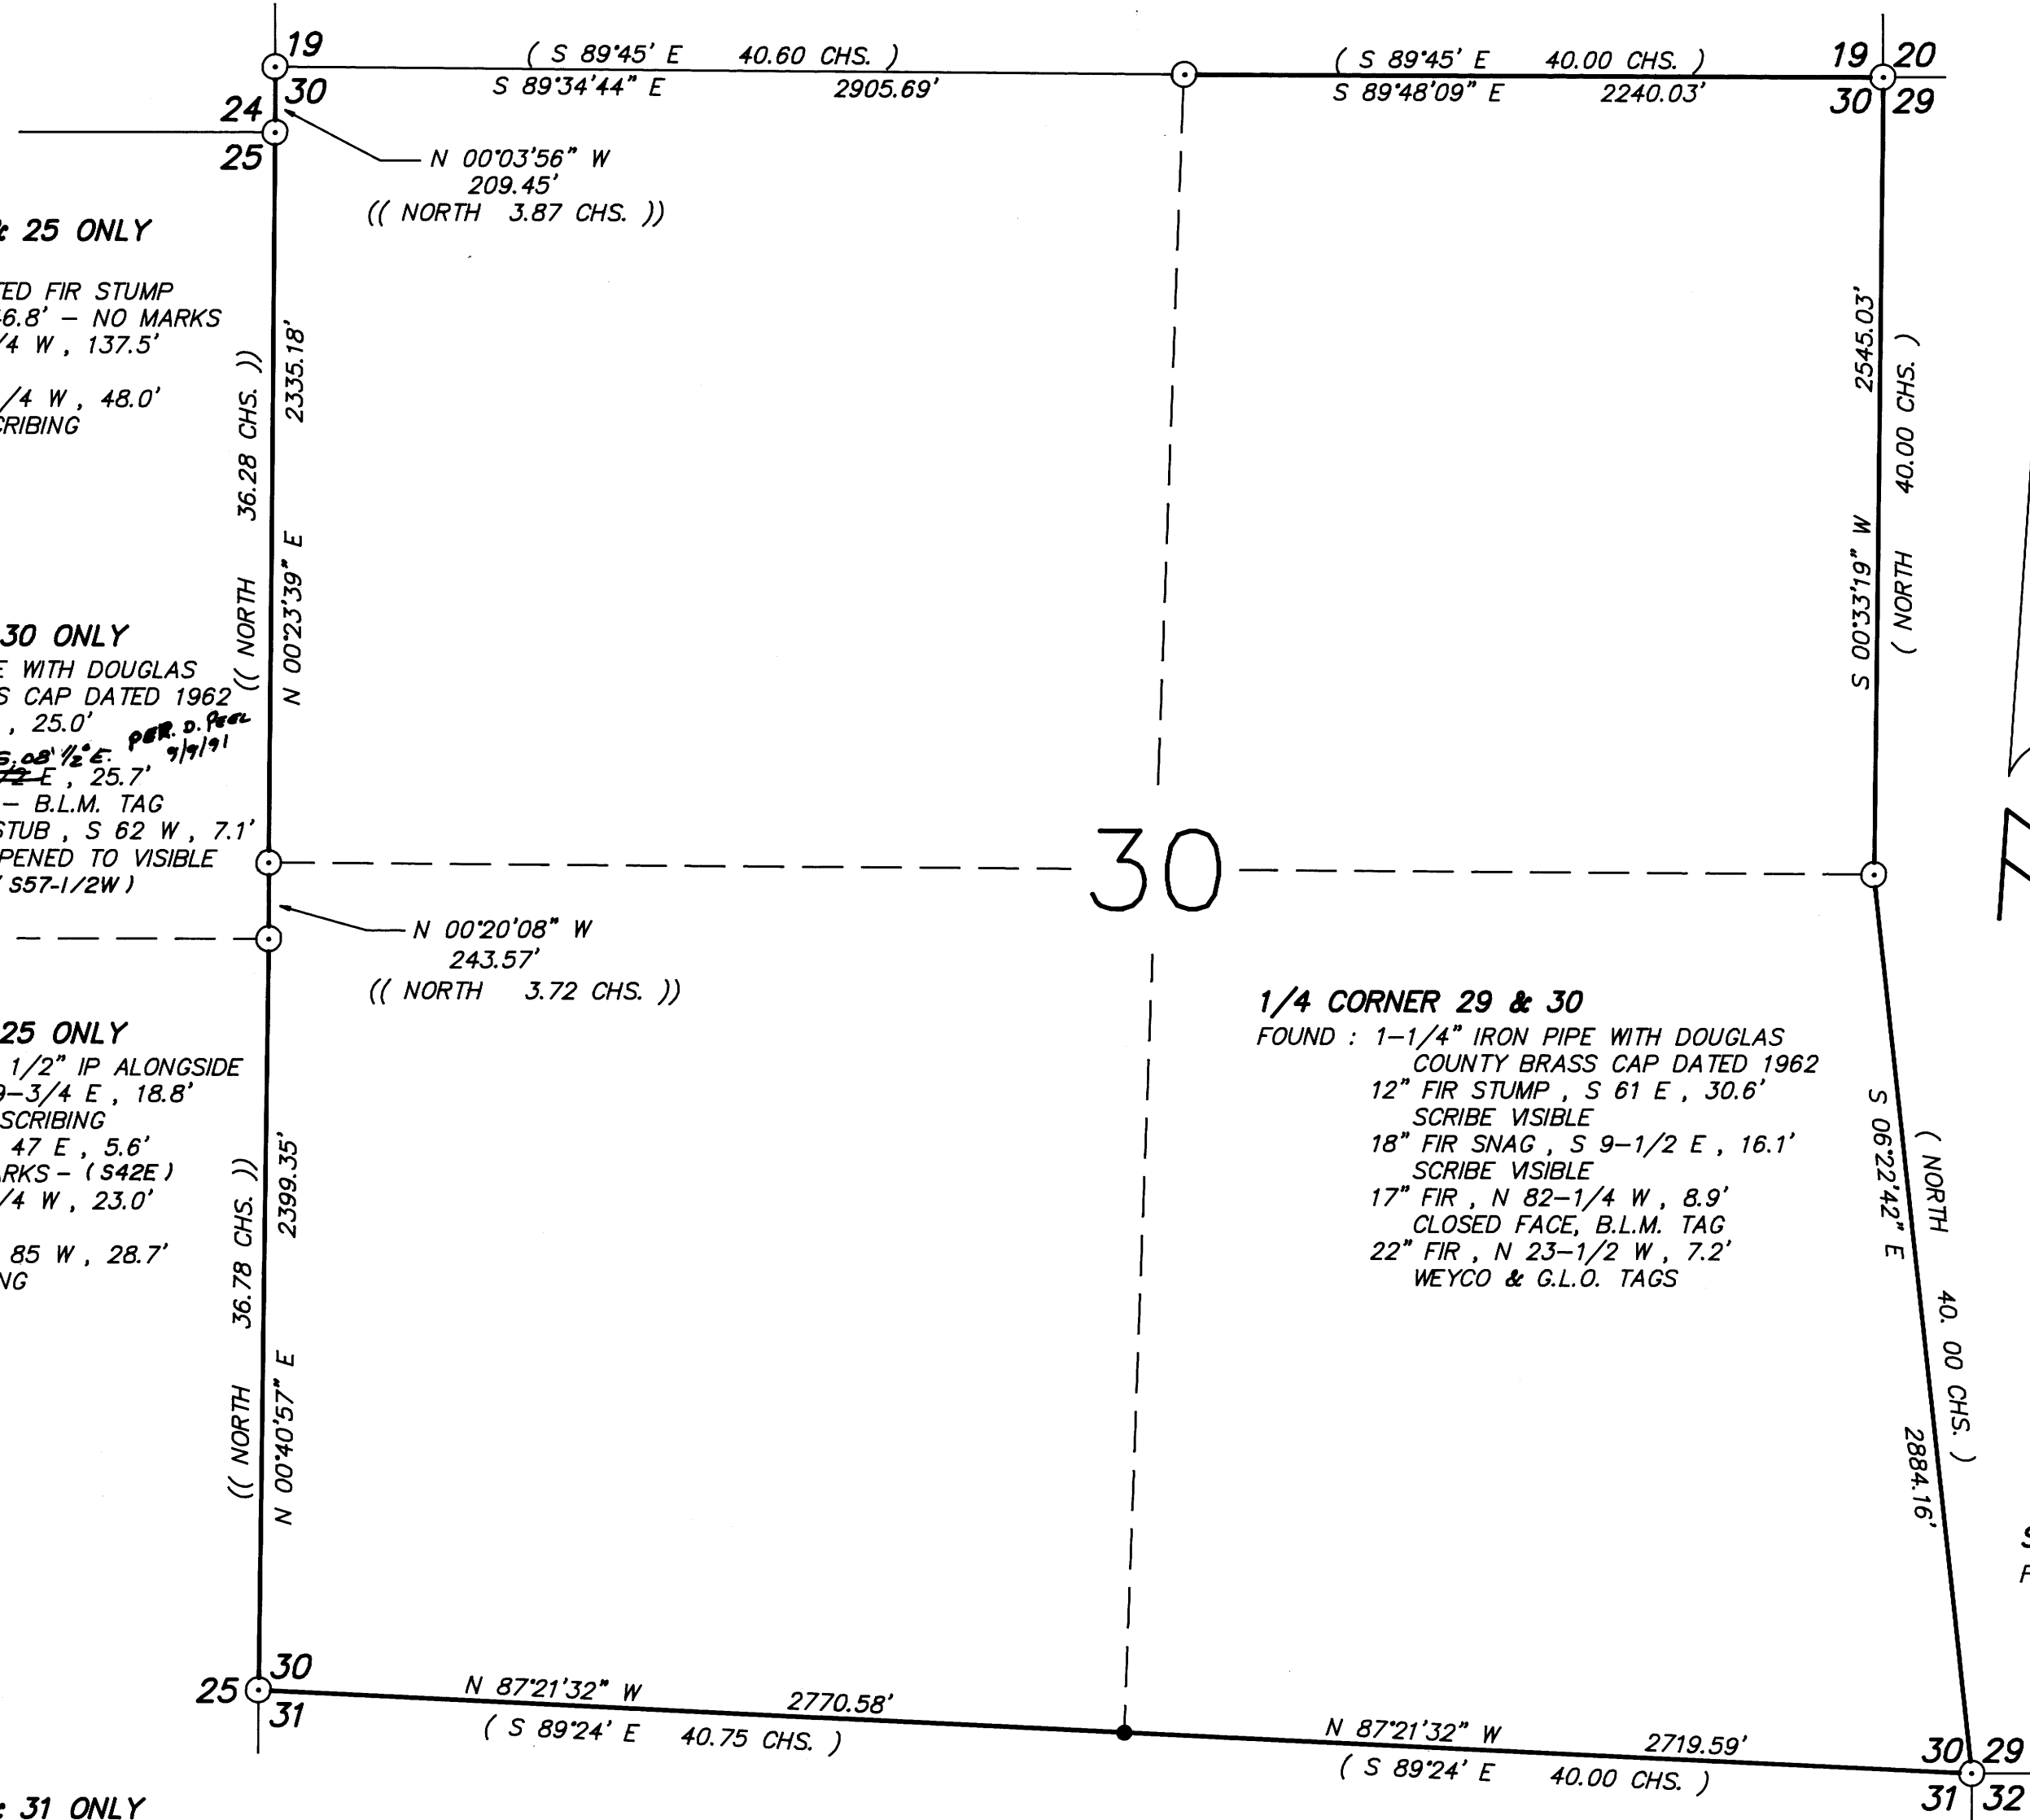 19
( S 89°45' E 40.60 CHS. )
S 89°34'44" E 2905.69'
( S 89°45' E 40.00 CHS. )
S 89°48'09" E 2240.03'
19 20
30 29
30
24
25
N 00°03'56" W
209.45'
(( NORTH 3.87 CHS. ))
25 ONLY
FIR STUMP
- NO MARKS
W , 137.5'
W , 48.0'
(( NORTH 36.28 CHS. ))
N 00°23'39" E 2335.18'
S 00°33'19" W 2545.03'
( NORTH 40.00 CHS. )
30 ONLY
WITH DOUGLAS
CAP DATED 1962
, 25.0'
PER. D. PEEL
9/9/91
S.08 1/2° E.
E , 25.7'
- B.L.M. TAG
STUB , S 62 W , 7.1'
TO VISIBLE
S57-1/2W )
30
N 00°20'08" W
243.57'
(( NORTH 3.72 CHS. ))
25 ONLY
1/2" IP ALONGSIDE
9-3/4 E , 18.8'
SCRIBING
47 E , 5.6'
- ( S42E )
W , 23.0'
85 W , 28.7'
(( NORTH 36.78 CHS. ))
N 00°40'57" E 2399.35'
1/4 CORNER 29 & 30
FOUND : 1-1/4" IRON PIPE WITH DOUGLAS
COUNTY BRASS CAP DATED 1962
12" FIR STUMP , S 61 E , 30.6'
SCRIBE VISIBLE
18" FIR SNAG , S 9-1/2 E , 16.1'
SCRIBE VISIBLE
17" FIR , N 82-1/4 W , 8.9'
CLOSED FACE, B.L.M. TAG
22" FIR , N 23-1/2 W , 7.2'
WEYCO & G.L.O. TAGS
S 06°22'42" E 2884.16'
( NORTH 40. 00 CHS. )
30
25
31
N 87°21'32" W 2770.58'
( S 89°24' E 40.75 CHS. )
N 87°21'32" W 2719.59'
( S 89°24' E 40.00 CHS. )
30 29
31 32
31 ONLY